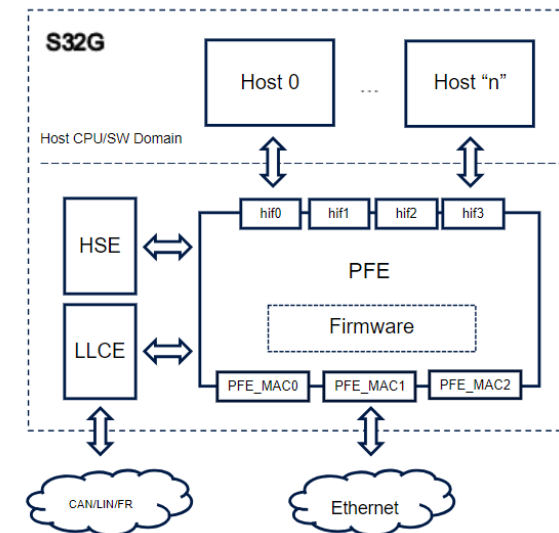 S32G
Host 0
...
Host “n”
Host CPU/SW Domain
hif0
hif1
hif2
hif3
HSE
PFE
LLCE
Firmware
PFE_MAC0
PFE_MAC1
PFE_MAC2
CAN/LIN/FR
Ethernet